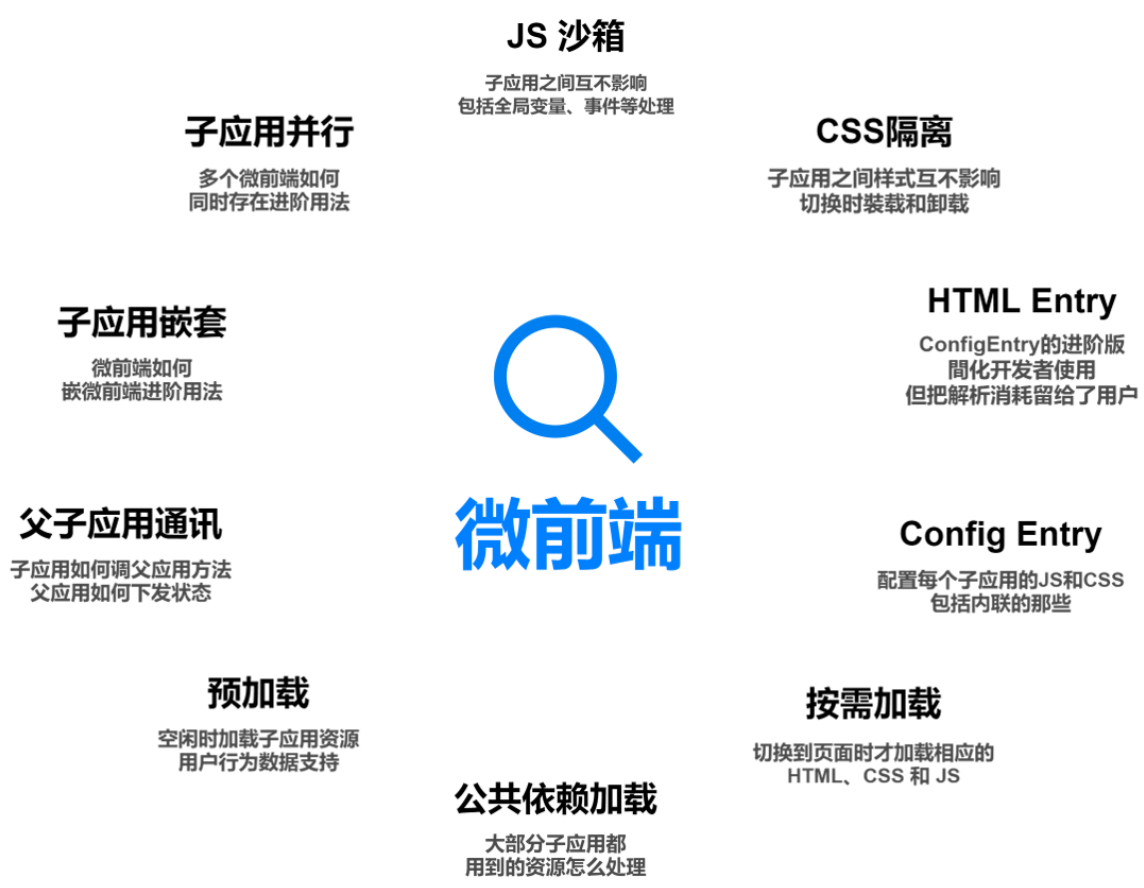 JS 沙箱
子应用之间互不影响
包括全局变量、事件等处理
CSS隔离
子应用之间样式互不影响
切换时裝载和卸载
HTML Entry
ConfigEntry的进阶版
間化开发者使用
但把解析消耗留给了用户
Config Entry
配置每个子应用的JS和CSS
包括内联的那些
按需加载
切换到页面时才加载相应的
HTML、CSS 和 JS
公共依赖加载
大部分子应用都
用到的资源怎么处理
预加载
空闲时加载子应用资源
用户行为数据支持
父子应用通讯
子应用如何调父应用方法
父应用如何下发状态
子应用嵌套
微前端如何
嵌微前端进阶用法
子应用并行
多个微前端如何
同时存在进阶用法
微前端